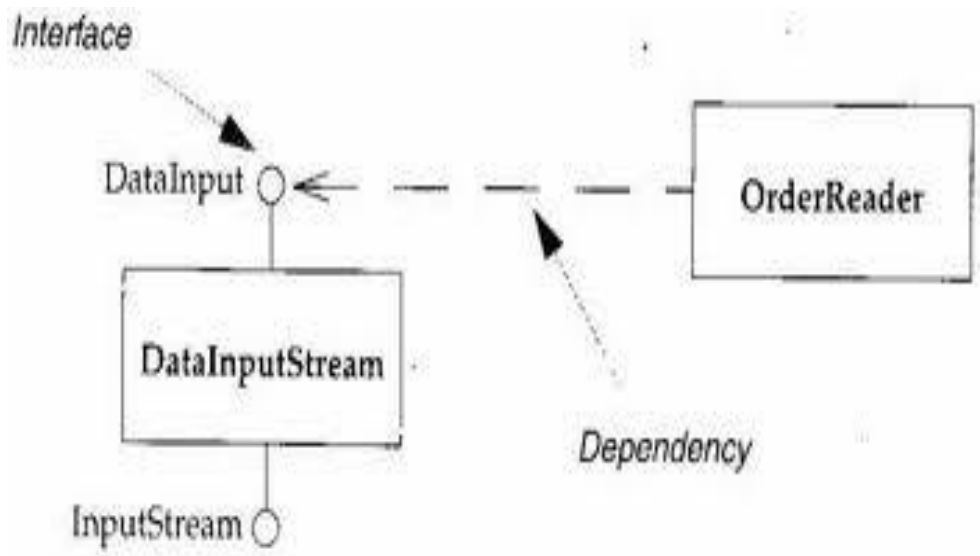 Interface
DataInput
OrderReader
DataInputStream
Dependency
InputStream